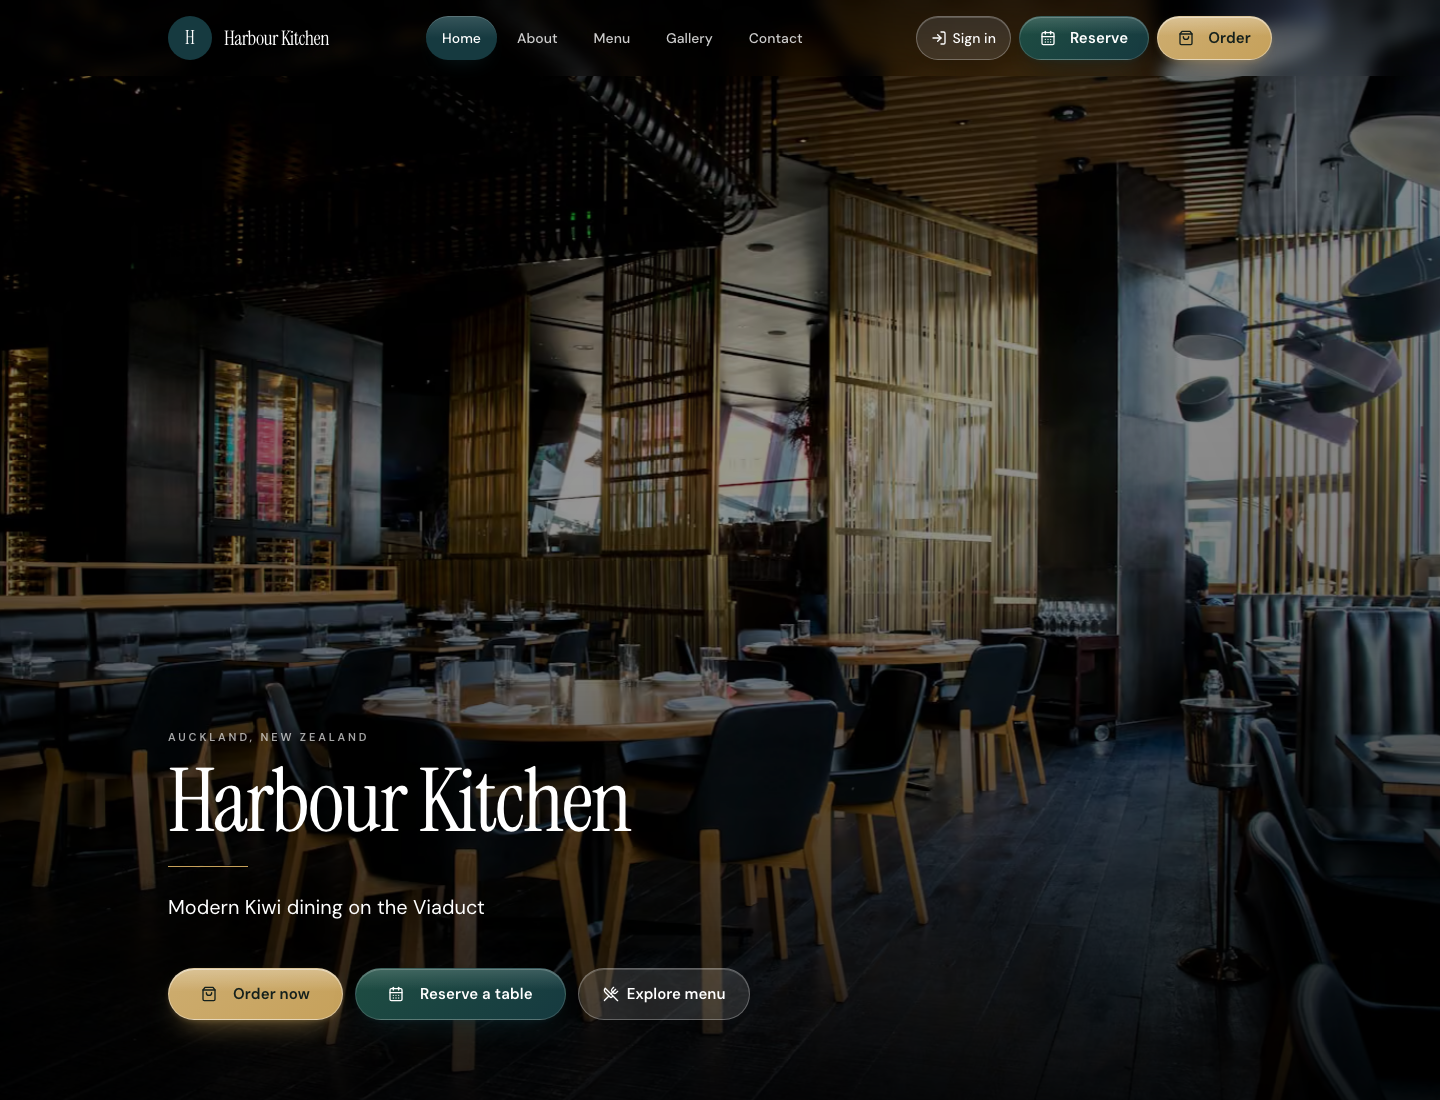 H Harbour Kitchen Home About Menu Gallery Contact Sign in Reserve Order
AUCKLAND, NEW ZEALAND
Harbour Kitchen
Modern Kiwi dining on the Viaduct
Order now Reserve a table Explore menu